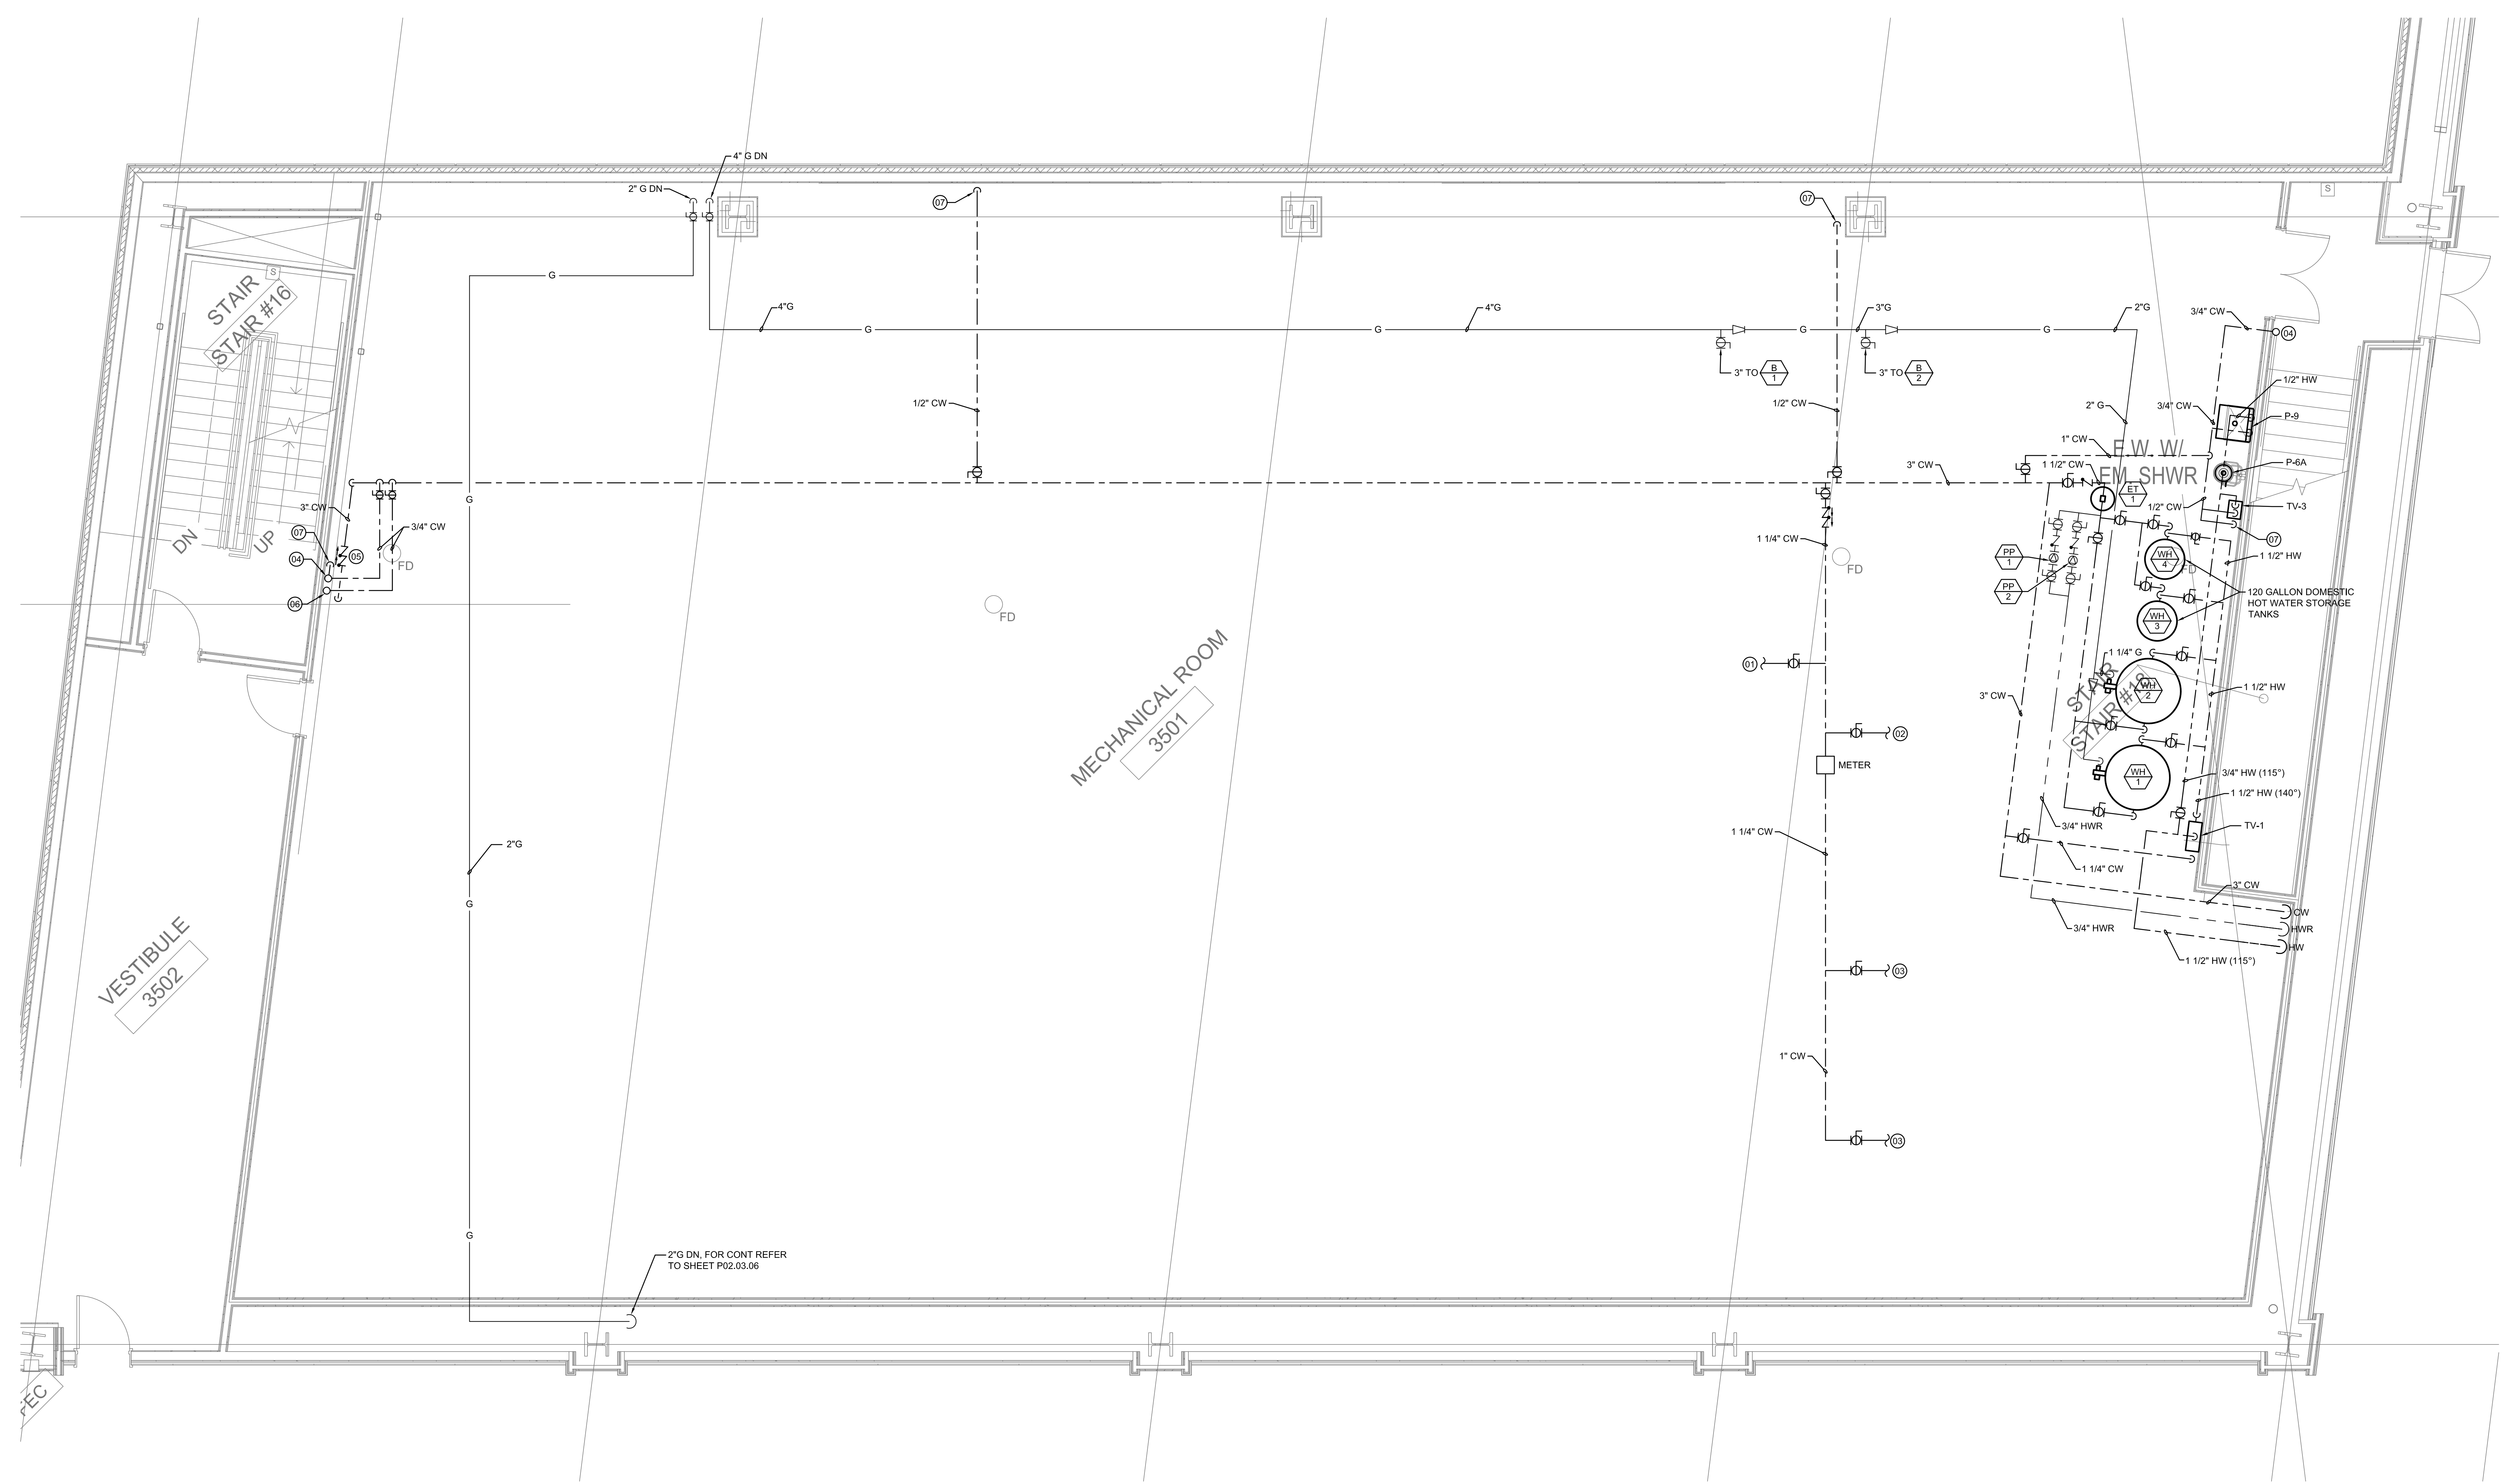 4" G DN
2" G DN
07
07
S
S
STAIR
STAIR #16
G
4"G
G
G
4"G
G
3"G
G
2"G
3/4" CW
04
3" TO
B
1
3" TO
B
2
1/2" CW
1/2" CW
2" G
3/4" CW
1/2" HW
P-9
1" CW
E.W. W/
EM. SHWR
1 1/2" CW
3" CW
P-6A
ET
1
1/2" CW
TV-3
07
G
3" CW
3/4" CW
07
04
05
06
FD
DN
UP
1 1/4" CW
FD
FD
PP
1
PP
2
WH
4
FD
1 1/2" HW
120 GALLON DOMESTIC
HOT WATER STORAGE
TANKS
WH
3
MECHANICAL ROOM
3501
01
1 1/4" G
WH
2
STAIR
STAIR #18
1 1/2" HW
3" CW
02
METER
WH
1
3/4" HW (115°)
1 1/2" HW (140°)
3/4" HWR
TV-1
1 1/4" CW
1 1/4" CW
2"G
G
3" CW
CW
HWR
HW
3/4" HWR
1 1/2" HW (115°)
VESTIBULE
3502
03
1" CW
03
G
2"G DN, FOR CONT REFER
TO SHEET P02.03.06
FEC